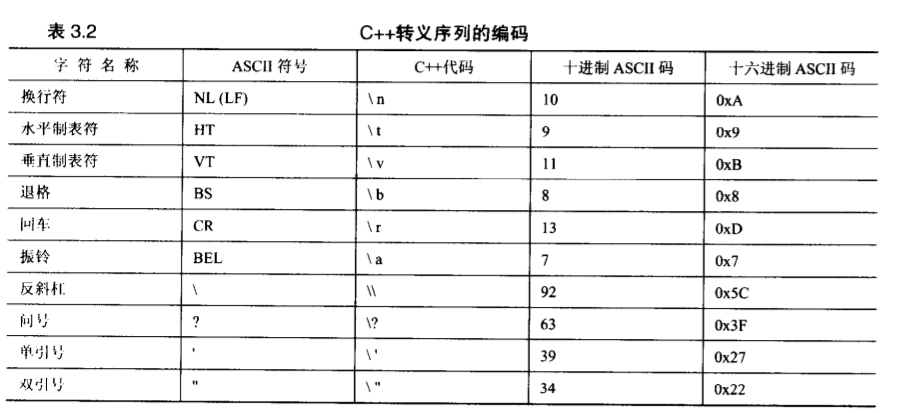 表 3.2 C++转义序列的编码
字符名称 ASCII 符号 C++代码 十进制 ASCII 码 十六进制 ASCII 码
换行符 NL (LF) \n 10 0xA
水平制表符 HT \t 9 0x9
垂直制表符 VT \v 11 0xB
退格 BS \b 8 0x8
回车 CR \r 13 0xD
振铃 BEL \a 7 0x7
反斜杠 \ \\ 92 0x5C
问号 ? \? 63 0x3F
单引号 ' \' 39 0x27
双引号 " \" 34 0x22